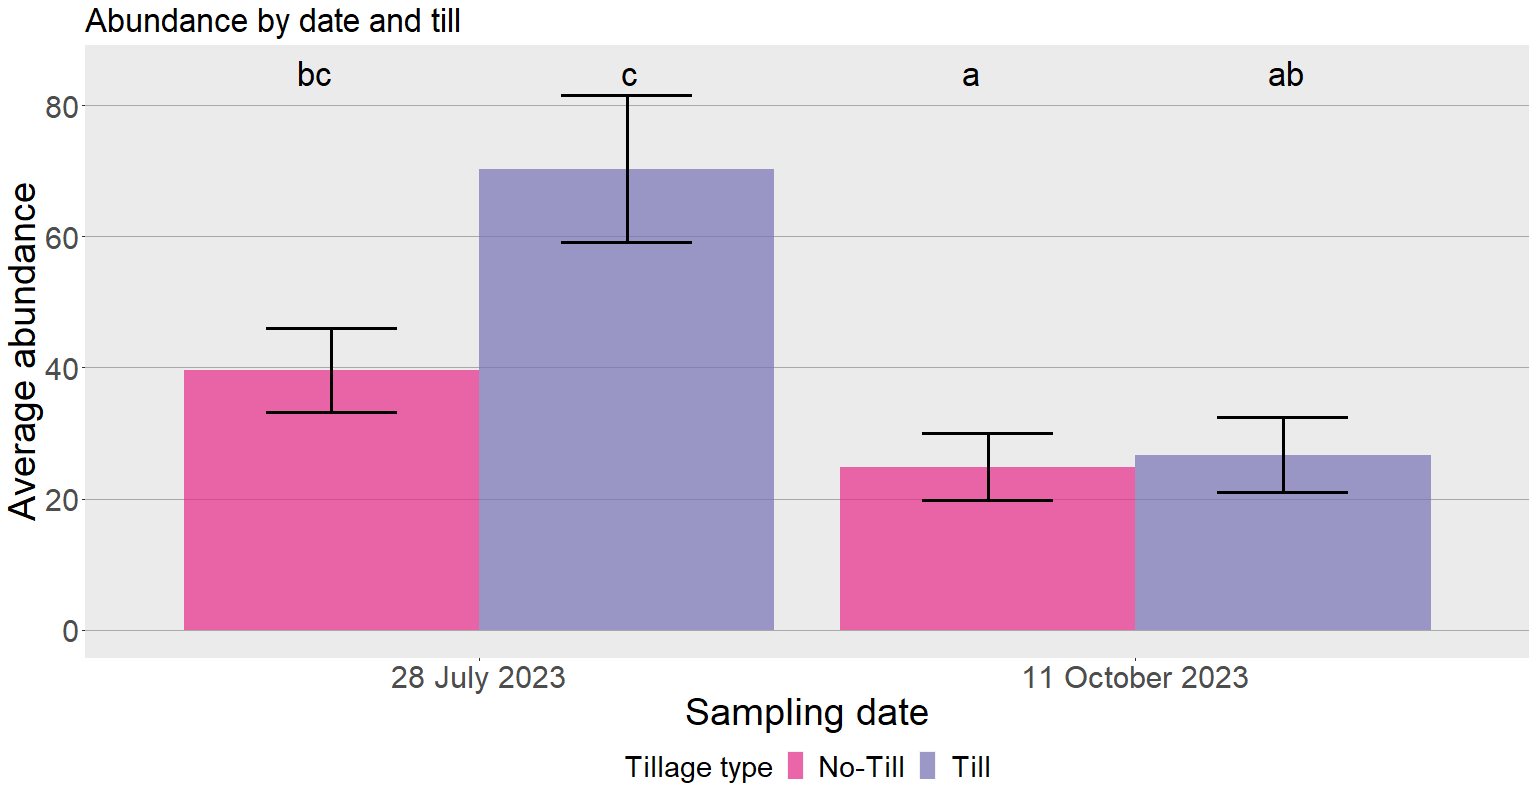 Abundance by date and till
bc c a ab
80
60
40
20
0
Average abundance
28 July 2023 11 October 2023
Sampling date
Tillage type No-Till Till